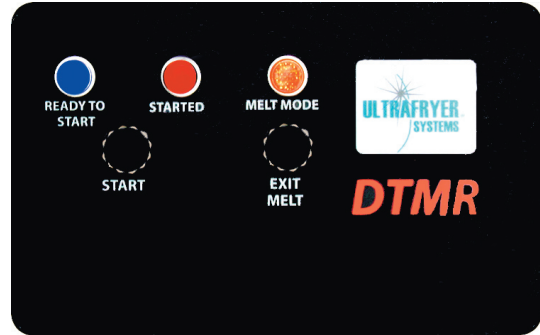 READY TO
START
STARTED
MELT MODE
START
EXIT
MELT
ULTRAFRYER
SYSTEMS
DTMR